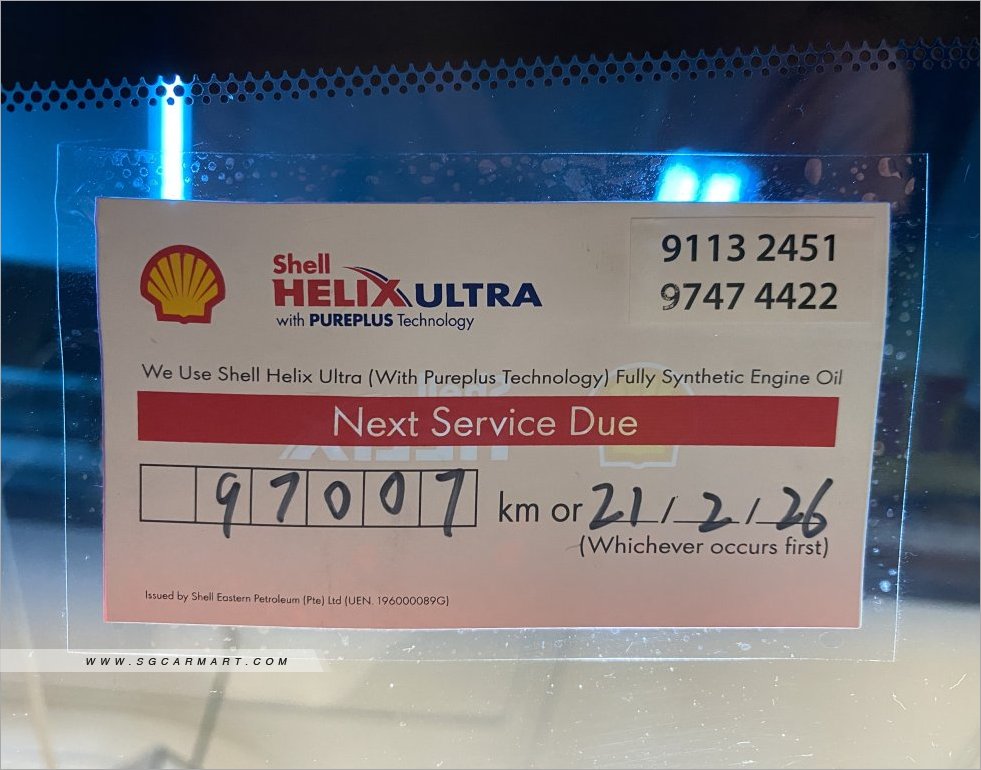 Shell
HELIX ULTRA
with PUREPLUS Technology
9113 2451
9747 4422
We Use Shell Helix Ultra (With Pureplus Technology) Fully Synthetic Engine Oil
Next Service Due
97007 km or 21/2/26
(Whichever occurs first)
Issued by Shell Eastern Petroleum (Pte) Ltd (UEN. 196000089G)
WWW.SGCARMART.COM